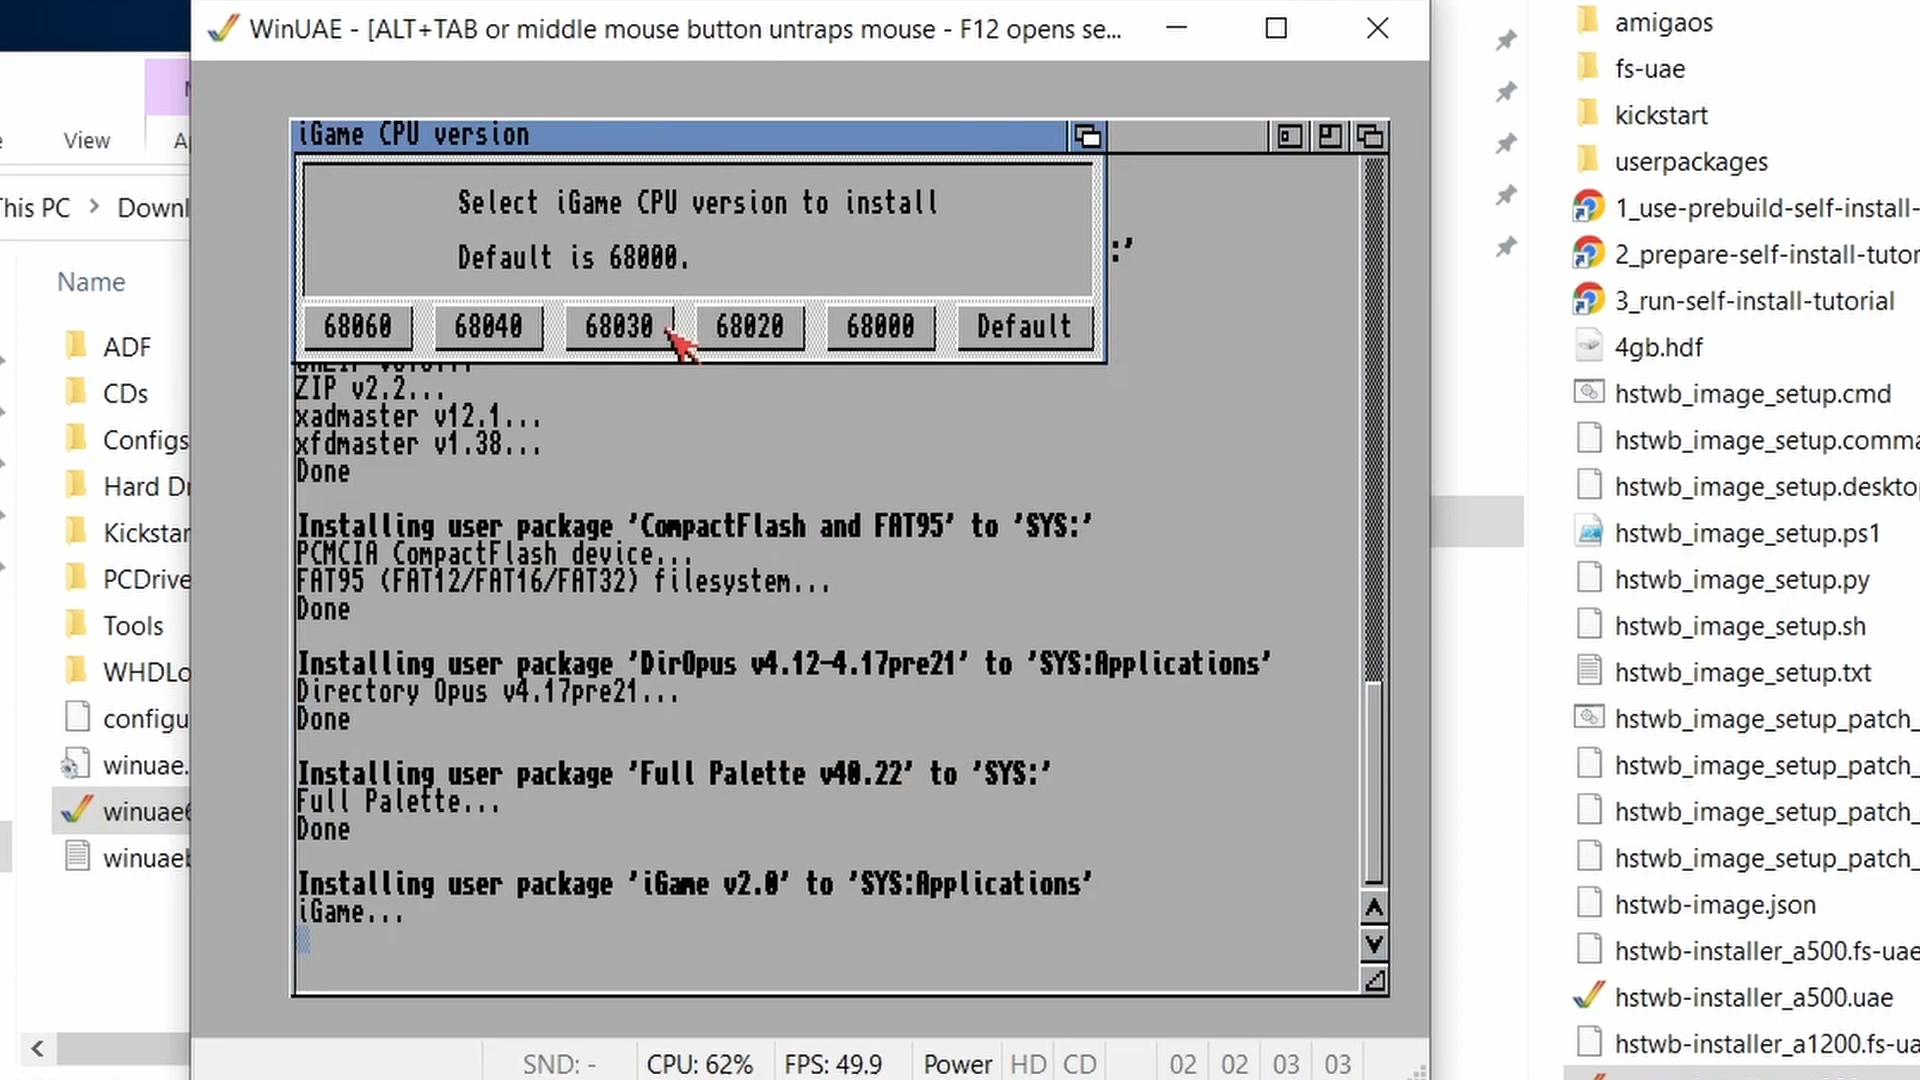 WinUAE - [ALT+TAB or middle mouse button untraps mouse - F12 opens se...
View
This PC > Downl
Name
ADF
CDs
Configs
Hard Dr
Kickstar
PCDrive
Tools
WHDLo
configu
winuae.
winuae6
winuaeb
iGame CPU version
Select iGame CPU version to install
Default is 68000.
:'
68060 68040 68030 68020 68000 Default
ZIP v2.2...
xadmaster v12.1...
xfdmaster v1.38...
Done
Installing user package 'CompactFlash and FAT95' to 'SYS:'
PCMCIA CompactFlash device...
FAT95 (FAT12/FAT16/FAT32) filesystem...
Done
Installing user package 'DirOpus v4.12-4.17pre21' to 'SYS:Applications'
Directory Opus v4.17pre21...
Done
Installing user package 'Full Palette v40.22' to 'SYS:'
Full Palette...
Done
Installing user package 'iGame v2.0' to 'SYS:Applications'
iGame...
SND: - CPU: 62% FPS: 49.9 Power HD CD 02 02 03 03
amigaos
fs-uae
kickstart
userpackages
1_use-prebuild-self-install-
2_prepare-self-install-tutor
3_run-self-install-tutorial
4gb.hdf
hstwb_image_setup.cmd
hstwb_image_setup.comma
hstwb_image_setup.deskto
hstwb_image_setup.ps1
hstwb_image_setup.py
hstwb_image_setup.sh
hstwb_image_setup.txt
hstwb_image_setup_patch_
hstwb_image_setup_patch_
hstwb_image_setup_patch_
hstwb_image_setup_patch_
hstwb-image.json
hstwb-installer_a500.fs-uae
hstwb-installer_a500.uae
hstwb-installer_a1200.fs-ua